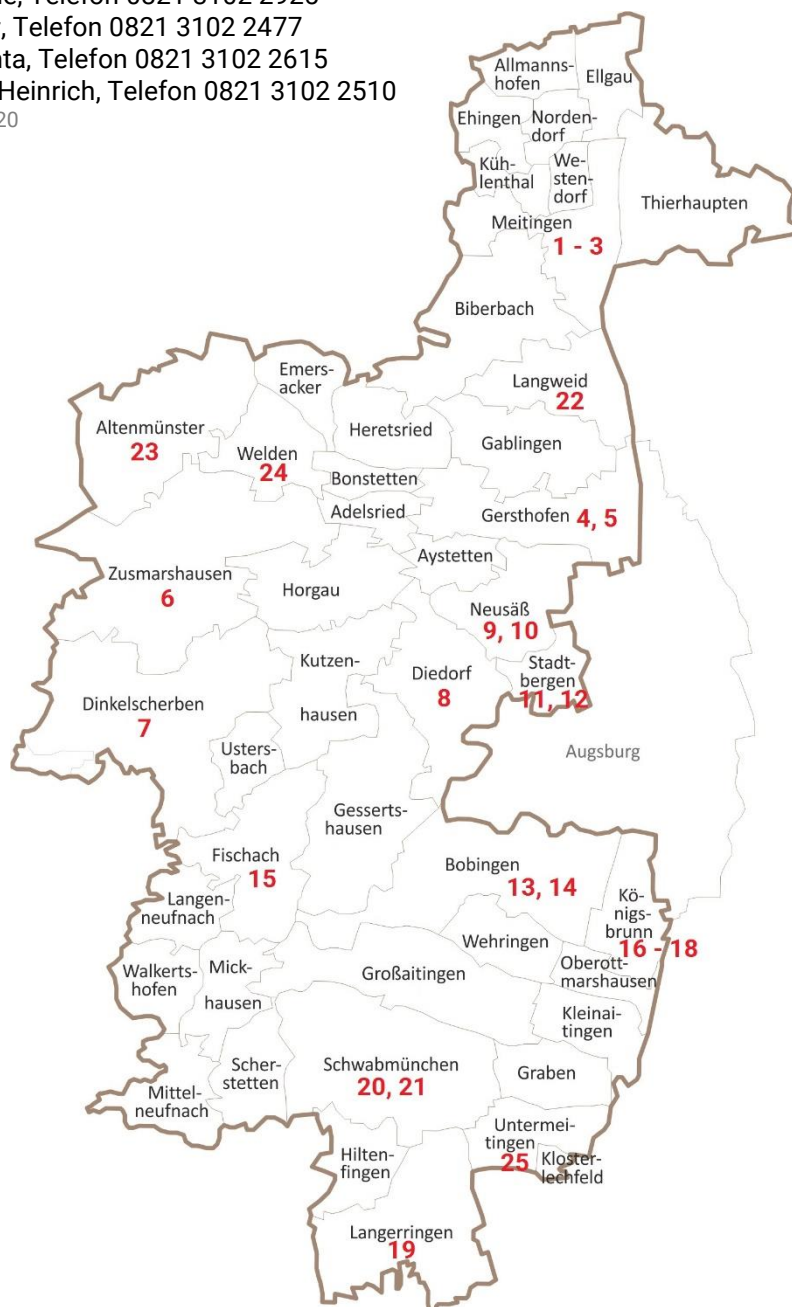 Telefon 0821 3102 2928
, Telefon 0821 3102 2477
ta, Telefon 0821 3102 2615
Heinrich, Telefon 0821 3102 2510
20
Allmanns-
hofen
Ellgau
Ehingen
Norden-
dorf
Küh-
lenthal
We-
sten-
dorf
Thierhaupten
Meitingen
1 - 3
Biberbach
Emers-
acker
Langweid
22
Altenmünster
23
Heretsried
Gablingen
Welden
24
Bonstetten
Adelsried
Gersthofen 4, 5
Aystetten
Zusmarshausen
6
Horgau
Neusäß
9, 10
Kutzen-
hausen
Diedorf
8
Stadt-
bergen
11, 12
Dinkelscherben
7
Usters-
bach
Augsburg
Gesserts-
hausen
Fischach
15
Bobingen
13, 14
Langen-
neufnach
Kö-
nigs-
brunn
16 - 18
Wehringen
Walkerts-
hofen
Mick-
hausen
Großaitingen
Oberott-
marshausen
Kleinai-
tingen
Scher-
stetten
Schwabmünchen
20, 21
Graben
Mittel-
neufnach
Untermei-
tingen
25
Kloster-
lechfeld
Hilten-
fingen
Langerringen
19